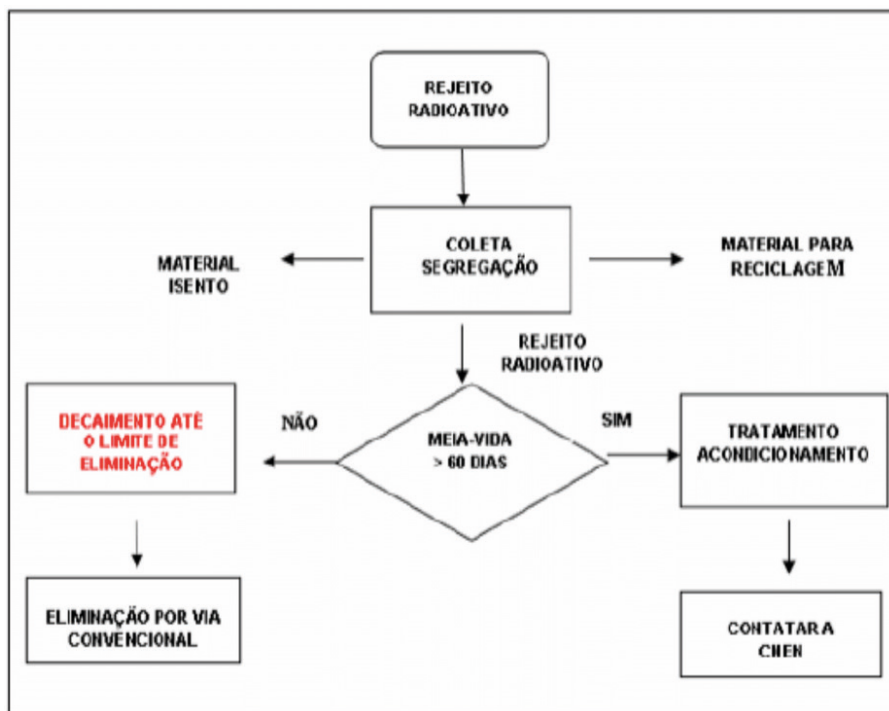 REJEITO
RADIOATIVO
COLETA
SEGREGAÇÃO
MATERIAL
ISENTO
MATERIAL PARA
RECICLAGEM
REJEITO
RADIOATIVO
DECAIMENTO ATÉ
O LIMITE DE
ELIMINAÇÃO
NÃO
MEIA-VIDA
> 60 DIAS
SIM
TRATAMENTO
ACONDICIONAMENTO
ELIMINAÇÃO POR VIA
CONVENCIONAL
CONTATAR A
CNEN